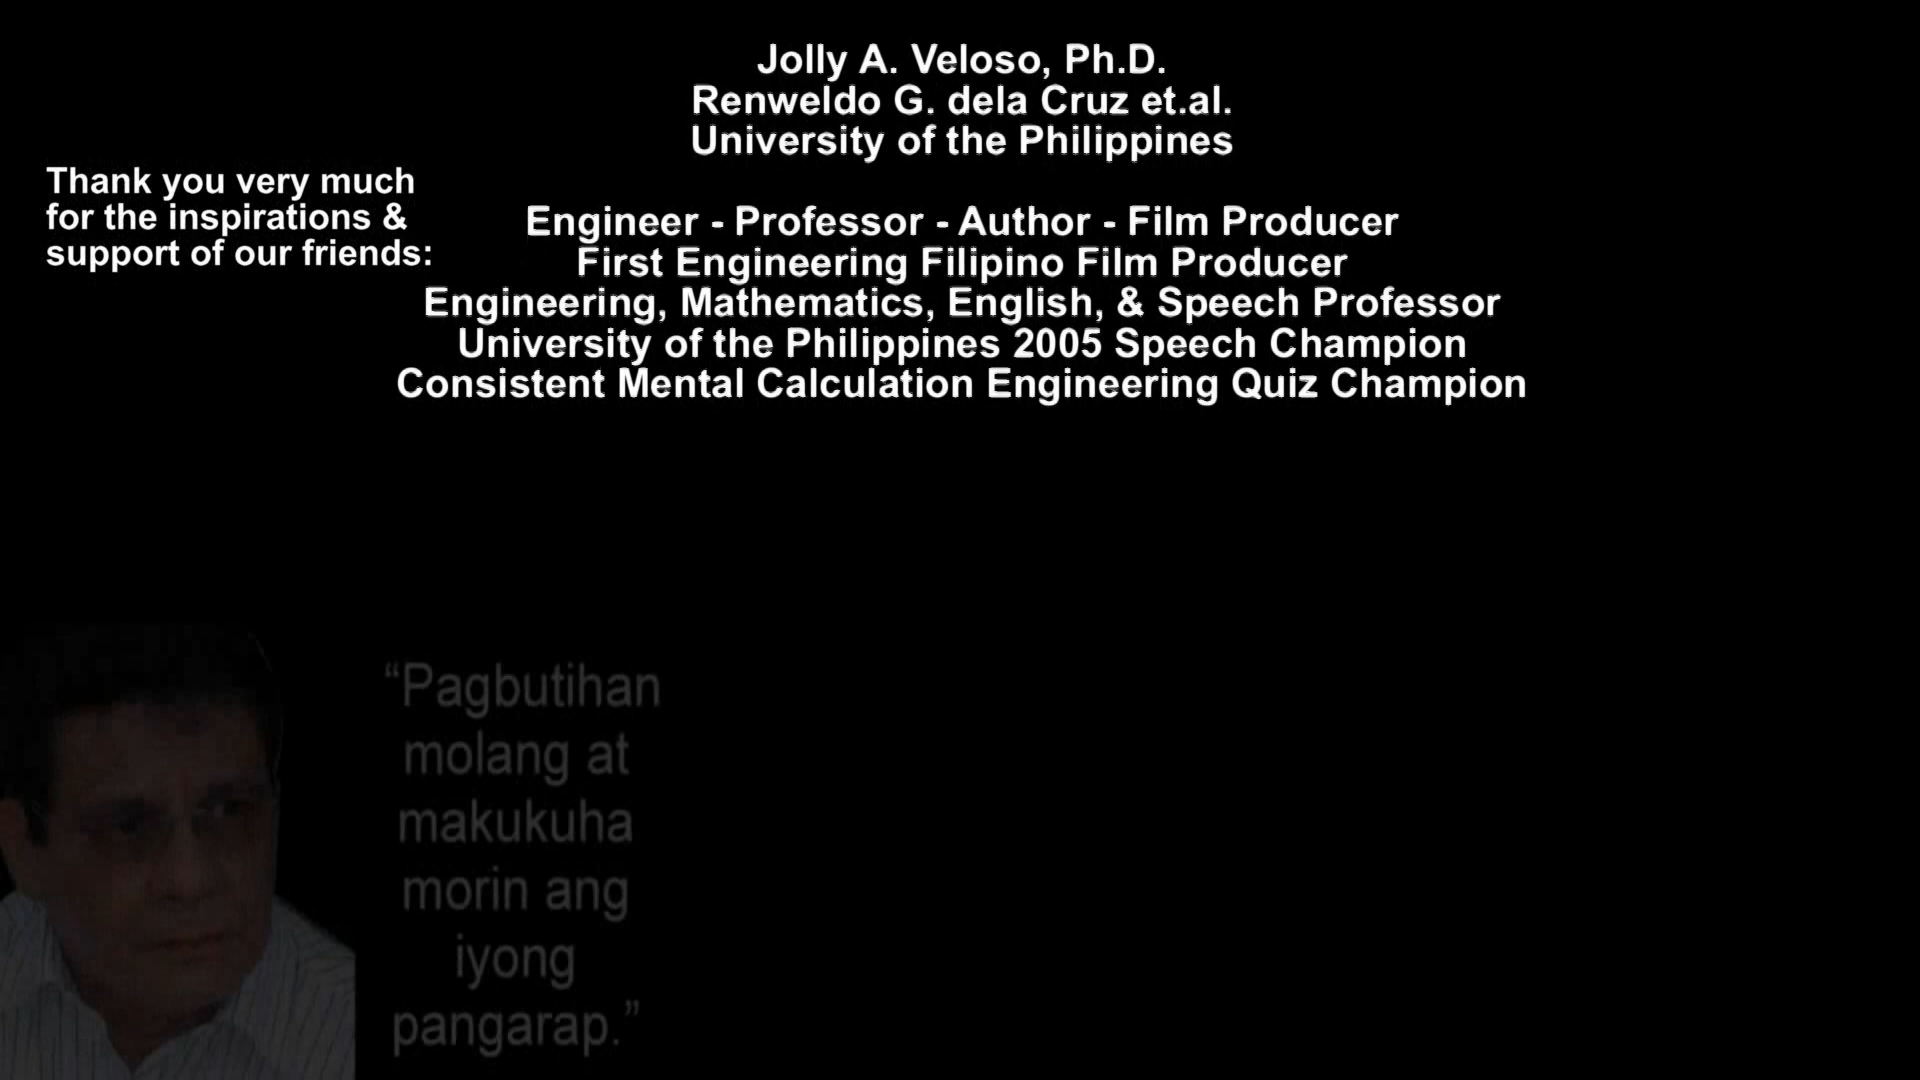 Jolly A. Veloso, Ph.D.
Renweldo G. dela Cruz et.al.
University of the Philippines
Thank you very much
for the inspirations &
support of our friends:
Engineer - Professor - Author - Film Producer
First Engineering Filipino Film Producer
Engineering, Mathematics, English, & Speech Professor
University of the Philippines 2005 Speech Champion
Consistent Mental Calculation Engineering Quiz Champion
“Pagbutihan
molang at
makukuha
morin ang
iyong
pangarap.”